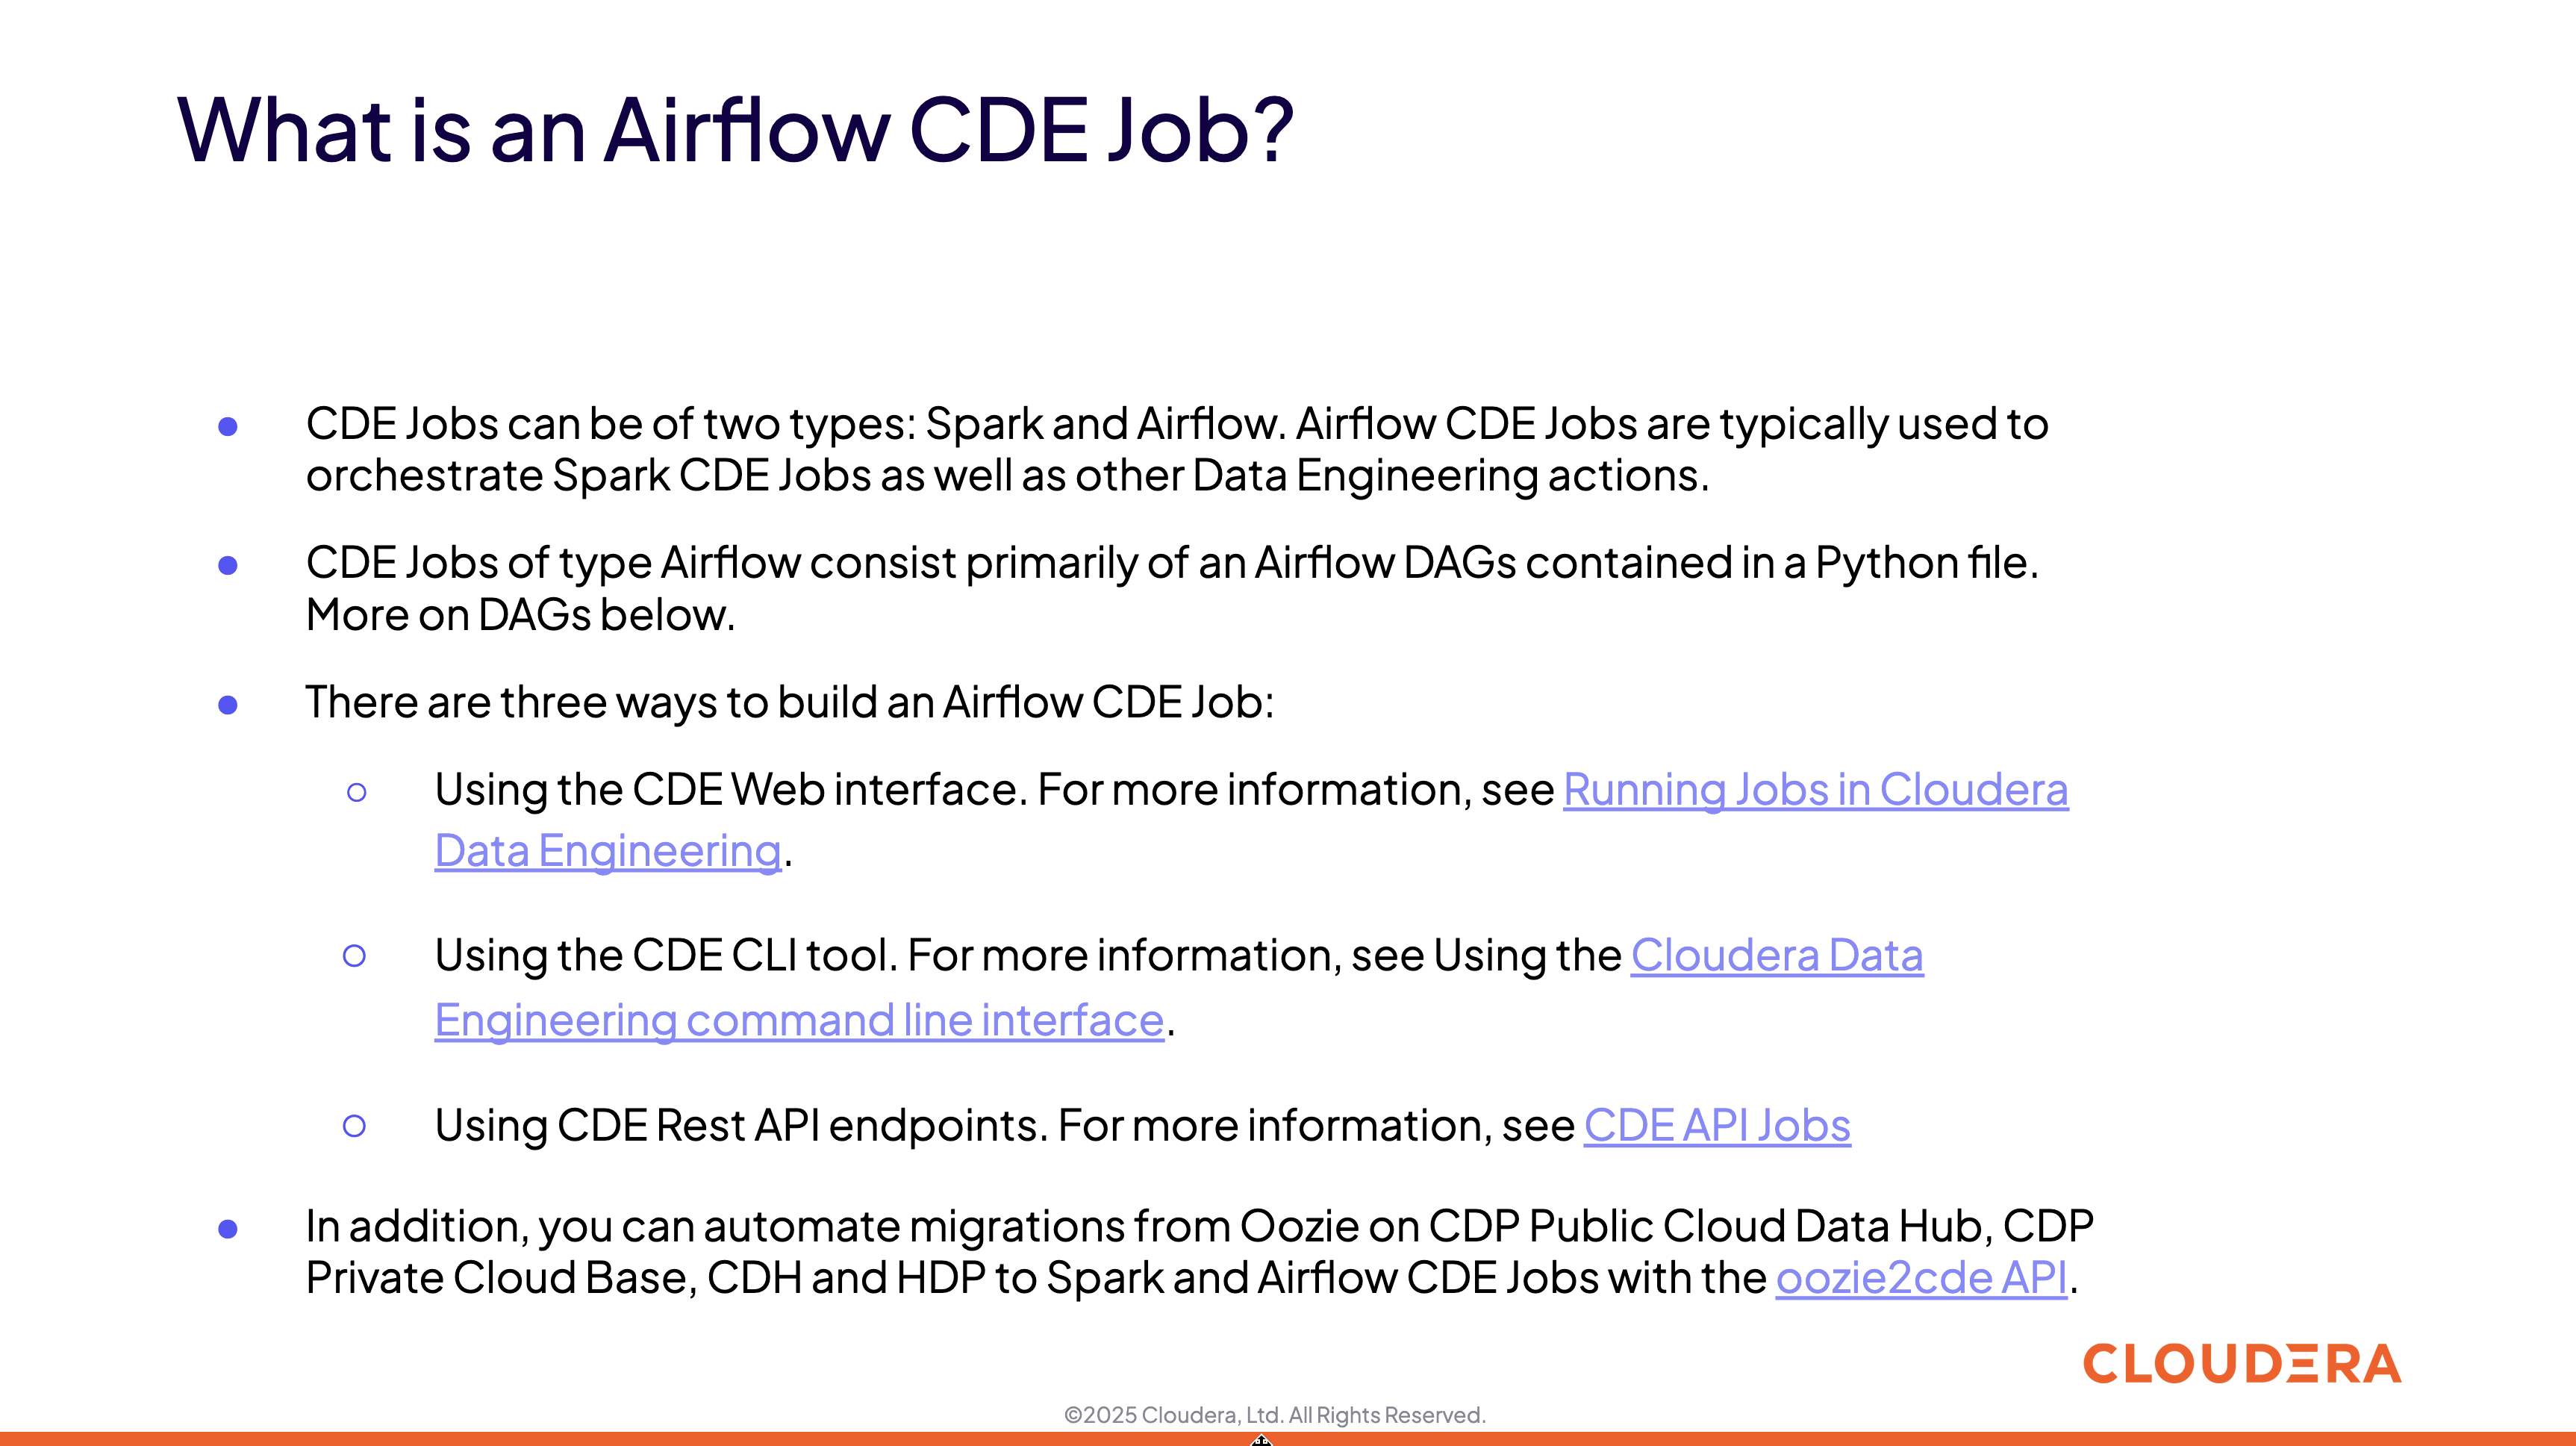 What is an Airflow CDE Job?
● CDE Jobs can be of two types: Spark and Airflow. Airflow CDE Jobs are typically used to
orchestrate Spark CDE Jobs as well as other Data Engineering actions.
● CDE Jobs of type Airflow consist primarily of an Airflow DAGs contained in a Python file.
More on DAGs below.
● There are three ways to build an Airflow CDE Job:
○ Using the CDE Web interface. For more information, see Running Jobs in Cloudera
Data Engineering.
○ Using the CDE CLI tool. For more information, see Using the Cloudera Data
Engineering command line interface.
○ Using CDE Rest API endpoints. For more information, see CDE API Jobs
● In addition, you can automate migrations from Oozie on CDP Public Cloud Data Hub, CDP
Private Cloud Base, CDH and HDP to Spark and Airflow CDE Jobs with the oozie2cde API.
CLOUDERA
©2025 Cloudera, Ltd. All Rights Reserved.